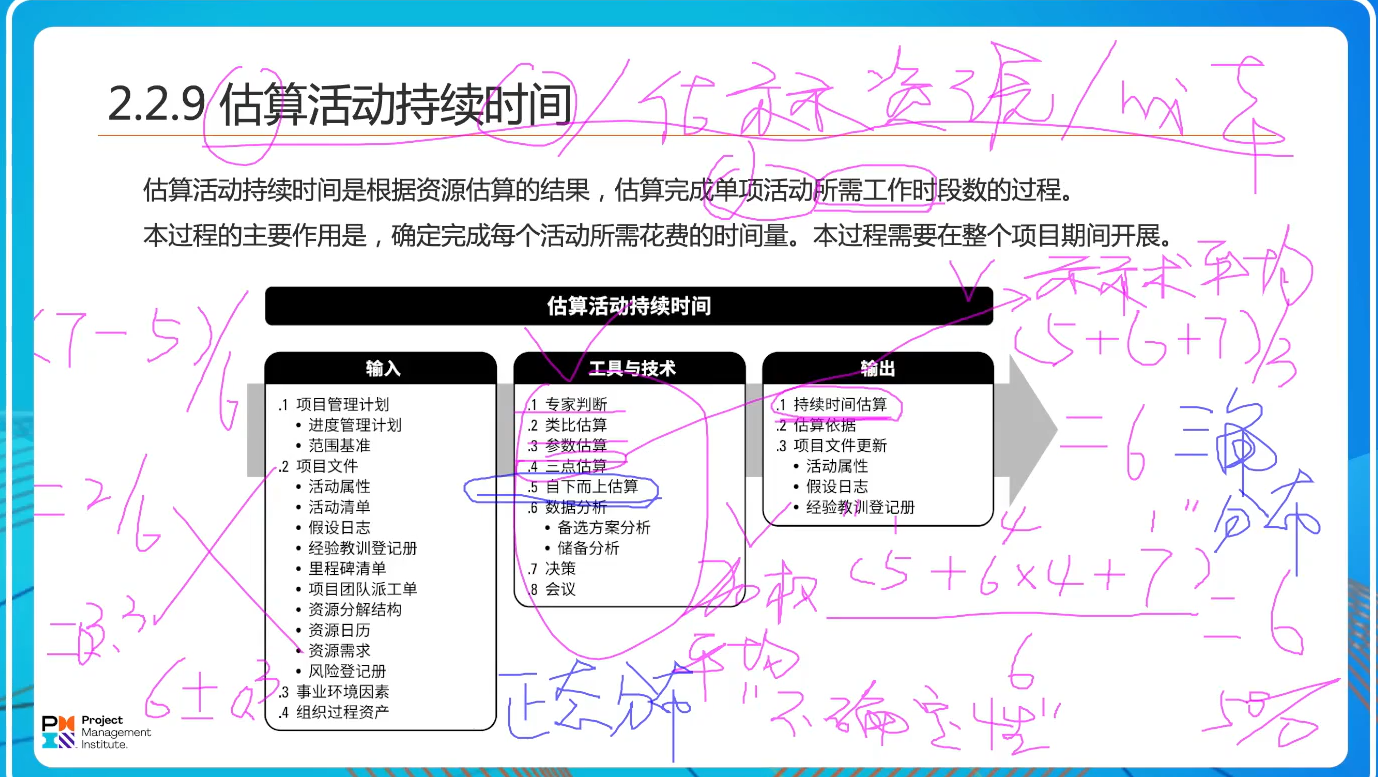 2.2.9 估算活动持续时间
/估算资源/
估算活动持续时间是根据资源估算的结果，估算完成单项活动所需工作时段数的过程。
本过程的主要作用是，确定完成每个活动所需花费的时间量。本过程需要在整个项目期间开展。
估算活动持续时间
输入
.1 项目管理计划
• 进度管理计划
• 范围基准
.2 项目文件
• 活动属性
• 活动清单
• 假设日志
• 经验教训登记册
• 里程碑清单
• 项目团队派工单
• 资源分解结构
• 资源日历
• 资源需求
• 风险登记册
.3 事业环境因素
.4 组织过程资产
工具与技术
.1 专家判断
.2 类比估算
.3 参数估算
.4 三点估算
.5 自下而上估算
.6 数据分析
• 备选方案分析
• 储备分析
.7 决策
.8 会议
输出
.1 持续时间估算
.2 估算依据
.3 项目文件更新
• 活动属性
• 假设日志
• 经验教训登记册
(7-5)/6
=2/6
=0.3
6±0.3
算术平均
(5+6+7)/3
=6
三角
分布
加权
平均
1 4 1
(5+6×4+7)
6
=6
正态分布
"不确定性"
50%
Project
Management
Institute.